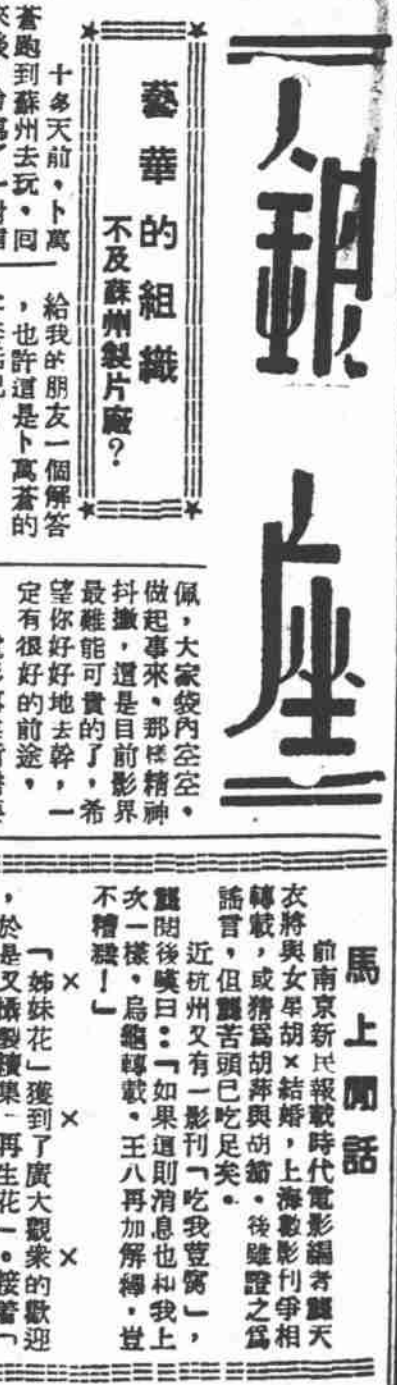 銀座
藝華的組織
不及蘇州製片廠?
十多天前,卜萬
蒼跑到蘇州去玩。囘
給我的朋友一個解答
,也許這是卜萬蒼的
佩,大家袋內空空。
做起事來。那樣精神
抖擻,這是目前影界
最難能可貴的了,希
望你好好地去幹,一
定有很好的前途。
馬上閒話
前南京新民報載時代電影編者龔天
衣將與女星胡×結婚,上海數影刊爭相
轉載,或猜爲胡萍與胡笳。後雖證之爲
謠言,但龔苦頭已吃足矣。
近杭州又有一影刊「吃我荳腐」,
龔閱後嘆曰:「如果這則消息也和我上
次一樣。烏龜轉載。王八再加解釋,豈
不糟糕!」
× × ×
「姊妹花」獲到了廣大觀衆的歡迎
,於是又攝製續集「再生花」。接着「